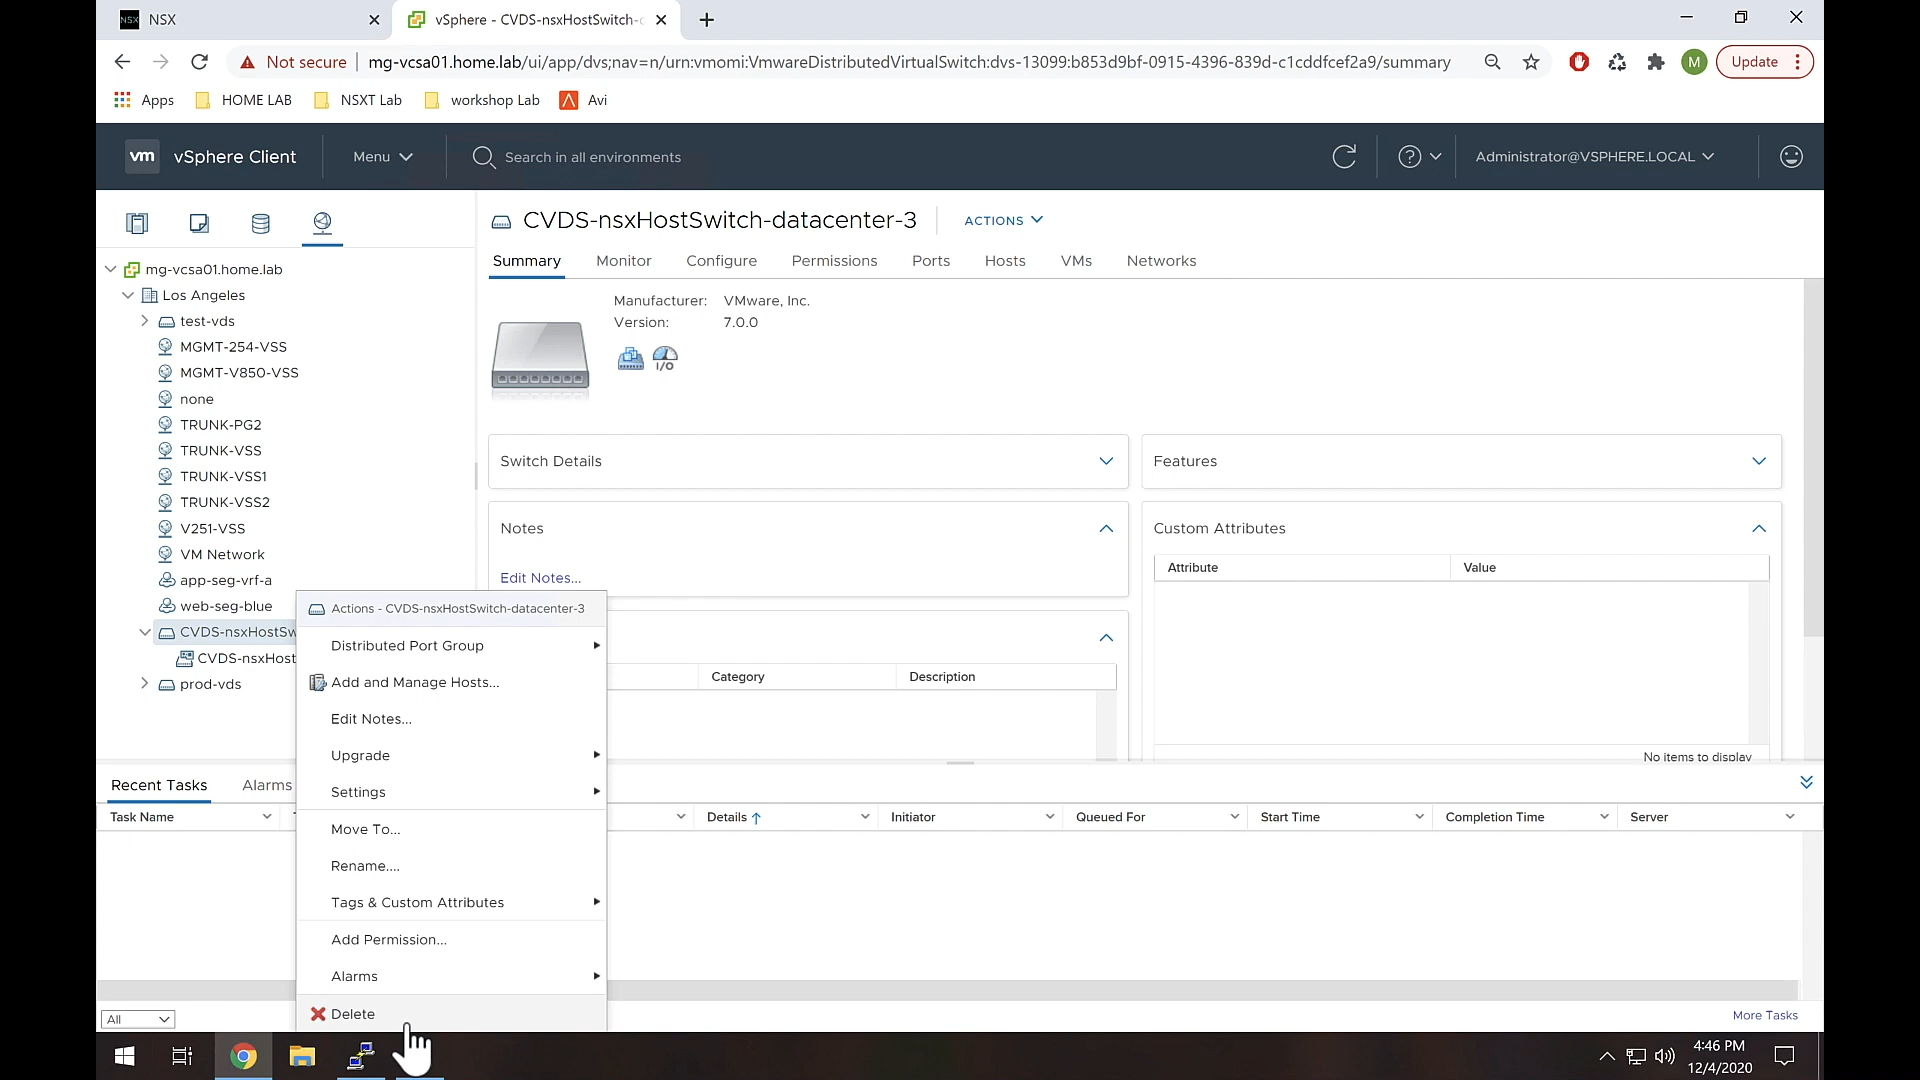 NSX
vSphere - CVDS-nsxHostSwitch-
Not secure
mg-vcsa01.home.lab/ui/app/dvs;nav=n/urn:vmomi:VmwareDistributedVirtualSwitch:dvs-13099:b853d9bf-0915-4396-839d-c1cddfcef2a9/summary
M
Update
Apps
HOME LAB
NSXT Lab
workshop Lab
Avi
vm
vSphere Client
Menu
Search in all environments
Administrator@VSPHERE.LOCAL
CVDS-nsxHostSwitch-datacenter-3
ACTIONS
Summary
Monitor
Configure
Permissions
Ports
Hosts
VMs
Networks
mg-vcsa01.home.lab
Los Angeles
test-vds
MGMT-254-VSS
MGMT-V850-VSS
none
TRUNK-PG2
TRUNK-VSS
TRUNK-VSS1
TRUNK-VSS2
V251-VSS
VM Network
app-seg-vrf-a
web-seg-blue
CVDS-nsxHostSw
CVDS-nsxHost
prod-vds
Manufacturer: VMware, Inc.
Version: 7.0.0
I/O
Switch Details
Features
Notes
Edit Notes...
Custom Attributes
Attribute
Value
No items to display
Category
Description
Actions - CVDS-nsxHostSwitch-datacenter-3
Distributed Port Group
Add and Manage Hosts...
Edit Notes...
Upgrade
Settings
Move To...
Rename....
Tags & Custom Attributes
Add Permission...
Alarms
Delete
Recent Tasks
Alarms
Task Name
Details
Initiator
Queued For
Start Time
Completion Time
Server
All
More Tasks
4:46 PM
12/4/2020